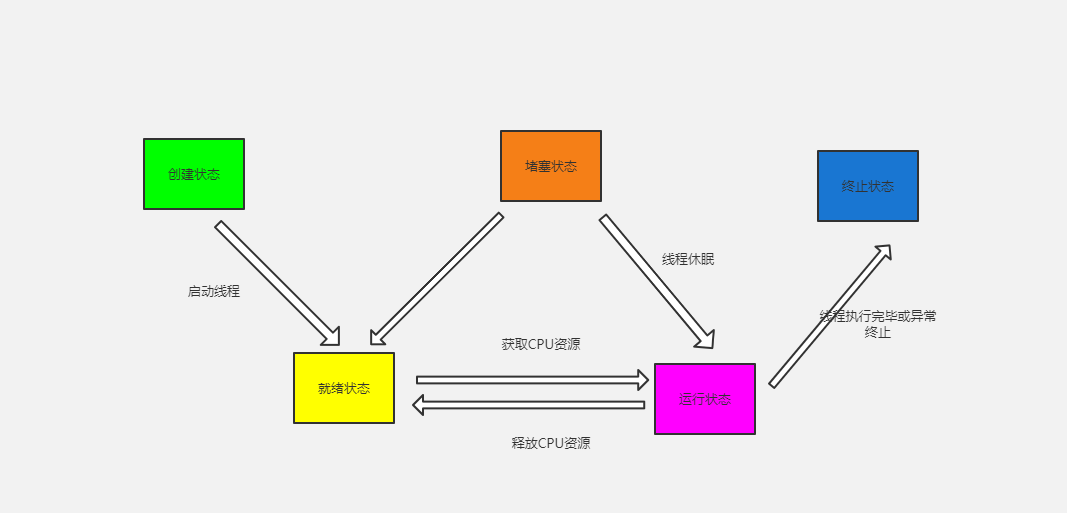 创建状态
堵塞状态
终止状态
线程休眠
启动线程
线程执行完毕或异常
终止
获取CPU资源
就绪状态
运行状态
释放CPU资源